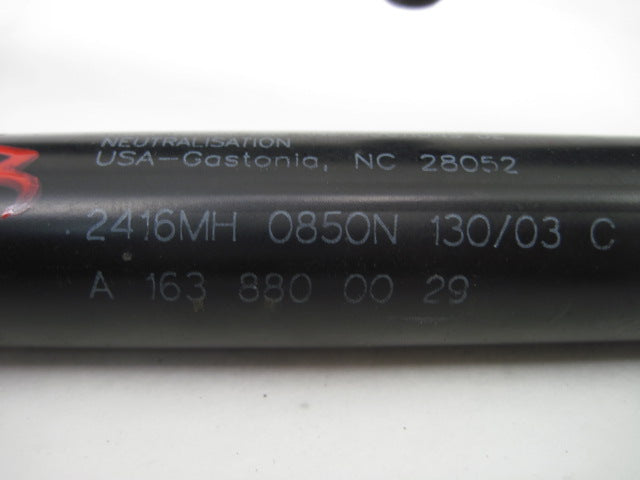 NEUTRALISATION
USA-Gastonia, NC 28052
2416MH 0850N 130/03 C
A 163 880 00 29